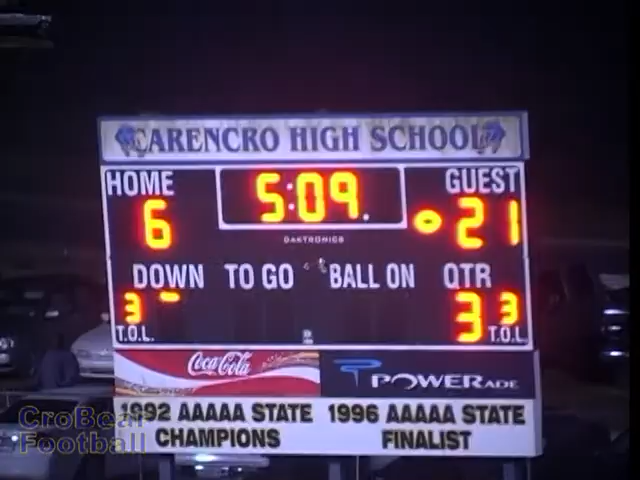 CARENCRO HIGH SCHOOL
HOME 5:09. GUEST
6 21
DAKTRONICS
DOWN TO GO BALL ON QTR
3 3 3
T.O.L. T.O.L.
Coca-Cola POWERADE
1992 AAAAA STATE 1996 AAAAA STATE
CHAMPIONS FINALIST
CroBear
Football